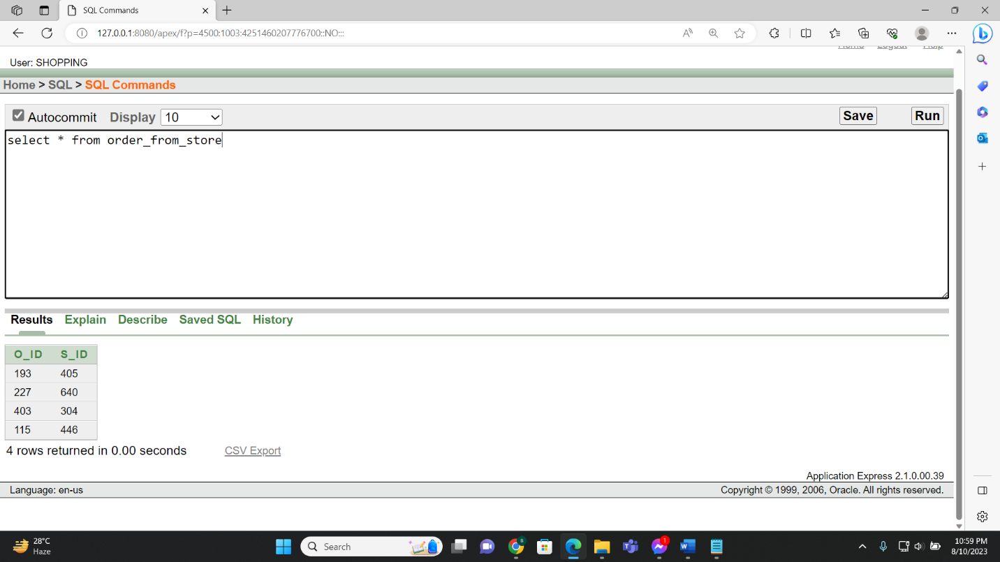 SQL Commands
127.0.0.1:8080/apex/f?p=4500:1003:4251460207776700::NO:::
Home Logout Help
User: SHOPPING
Home > SQL > SQL Commands
Autocommit Display 10 Save Run
select * from order_from_store
Results Explain Describe Saved SQL History
O_ID S_ID
193 405
227 640
403 304
115 446
4 rows returned in 0.00 seconds CSV Export
Application Express 2.1.0.00.39
Language: en-us Copyright © 1999, 2006, Oracle. All rights reserved.
28°C
Haze
Search
10:59 PM
8/10/2023